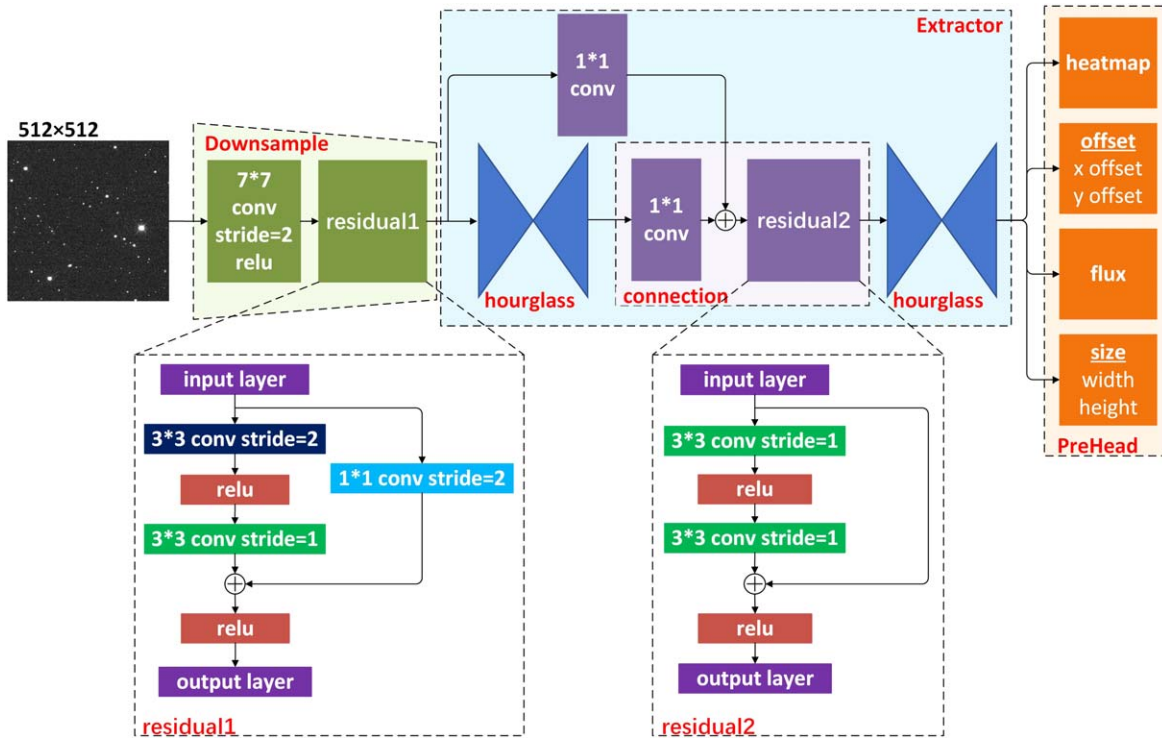 512×512
Downsample
7*7
conv
stride=2
relu
residual1
Extractor
1*1
conv
hourglass
1*1
conv
connection
residual2
hourglass
heatmap
offset
x offset
y offset
flux
size
width
height
PreHead
input layer
3*3 conv stride=2
1*1 conv stride=2
relu
3*3 conv stride=1
relu
output layer
residual1
input layer
3*3 conv stride=1
relu
3*3 conv stride=1
relu
output layer
residual2